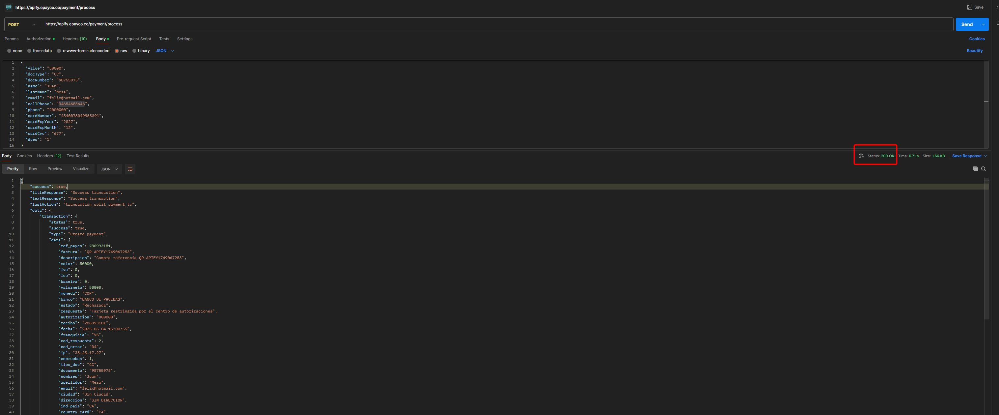 https://apify.epayco.co/payment/process
Save
POST
https://apify.epayco.co/payment/process
Send
Params Authorization Headers (10) Body Pre-request Script Tests Settings Cookies
none form-data x-www-form-urlencoded raw binary JSON Beautify
1 {
2 "value": "50000",
3 "docType": "CC",
4 "docNumber": "98755975",
5 "name": "Juan",
6 "lastName": "Mesa",
7 "email": "felix@hotmail.com",
8 "cellPhone": "34654685646",
9 "phone": "2000000",
10 "cardNumber": "4540078049958391",
11 "cardExpYear": "2027",
12 "cardExpMonth": "12",
13 "cardCvc": "677",
14 "dues": "1"
15 }
Body Cookies Headers (12) Test Results Status: 200 OK Time: 6.71 s Size: 1.66 KB Save Response
Pretty Raw Preview Visualize JSON
1 {
2 "success": true,
3 "titleResponse": "Success transaction",
4 "textResponse": "Success transaction",
5 "lastAction": "transaction_split_payment_tc",
6 "data": {
7 "transaction": {
8 "status": true,
9 "success": true,
10 "type": "Create payment",
11 "data": {
12 "ref_payco": 286993181,
13 "factura": "QR-APIFY1749067253",
14 "descripcion": "Compra referencia QR-APIFY1749067253",
15 "valor": 50000,
16 "iva": 0,
17 "ico": 0,
18 "baseiva": 0,
19 "valorneto": 50000,
20 "moneda": "COP",
21 "banco": "BANCO DE PRUEBAS",
22 "estado": "Rechazada",
23 "respuesta": "Tarjeta restringida por el centro de autorizaciones",
24 "autorizacion": "000000",
25 "recibo": "286993181",
26 "fecha": "2025-06-04 15:00:55",
27 "franquicia": "VS",
28 "cod_respuesta": 2,
29 "cod_error": "04",
30 "ip": "38.25.17.27",
31 "enpruebas": 1,
32 "tipo_doc": "CC",
33 "documento": "98755975",
34 "nombres": "Juan",
35 "apellidos": "Mesa",
36 "email": "felix@hotmail.com",
37 "ciudad": "Sin Ciudad",
38 "direccion": "SIN DIRECCION",
39 "ind_pais": "CA",
40 "country_card": "CA",